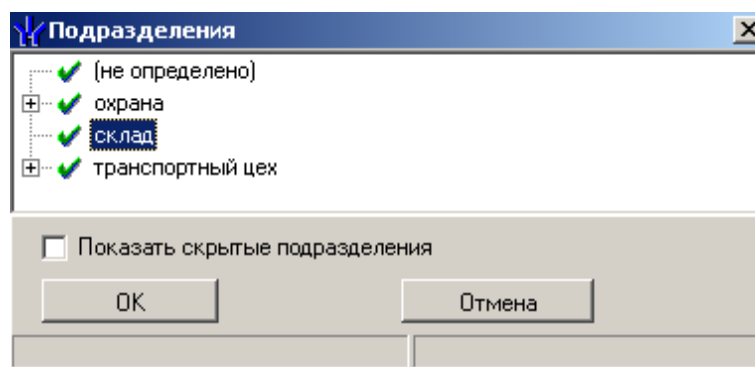 Подразделения
(не определено)
охрана
склад
транспортный цех
Показать скрытые подразделения
OK
Отмена